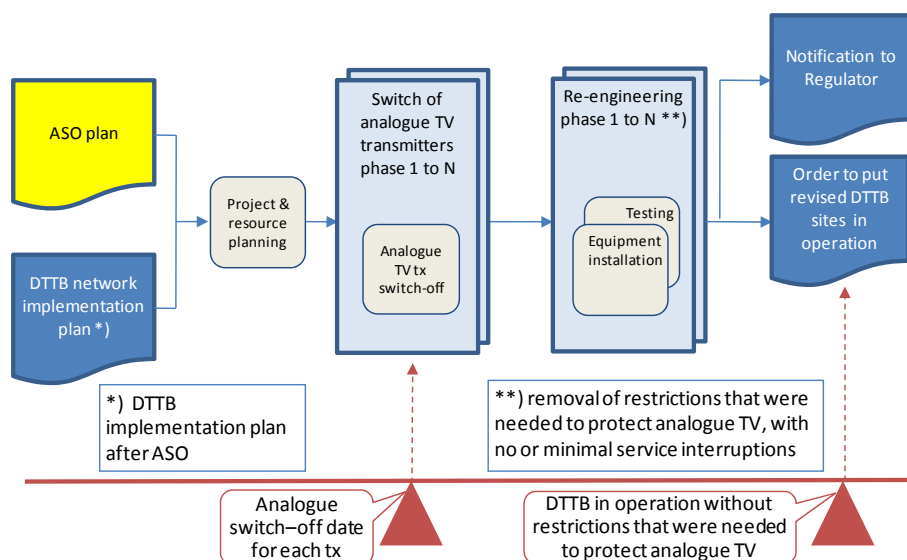 ASO plan
DTTB network
implementation
plan *)
Project &
resource
planning
Switch of
analogue TV
transmitters
phase 1 to N
Analogue
TV tx
switch-off
Re-engineering
phase 1 to N **)
Testing
Equipment
installation
Notification to
Regulator
Order to put
revised DTTB
sites in
operation
*) DTTB
implementation plan
after ASO
**) removal of restrictions that were
needed to protect analogue TV, with
no or minimal service interruptions
Analogue
switch–off date
for each tx
DTTB in operation without
restrictions that were needed
to protect analogue TV